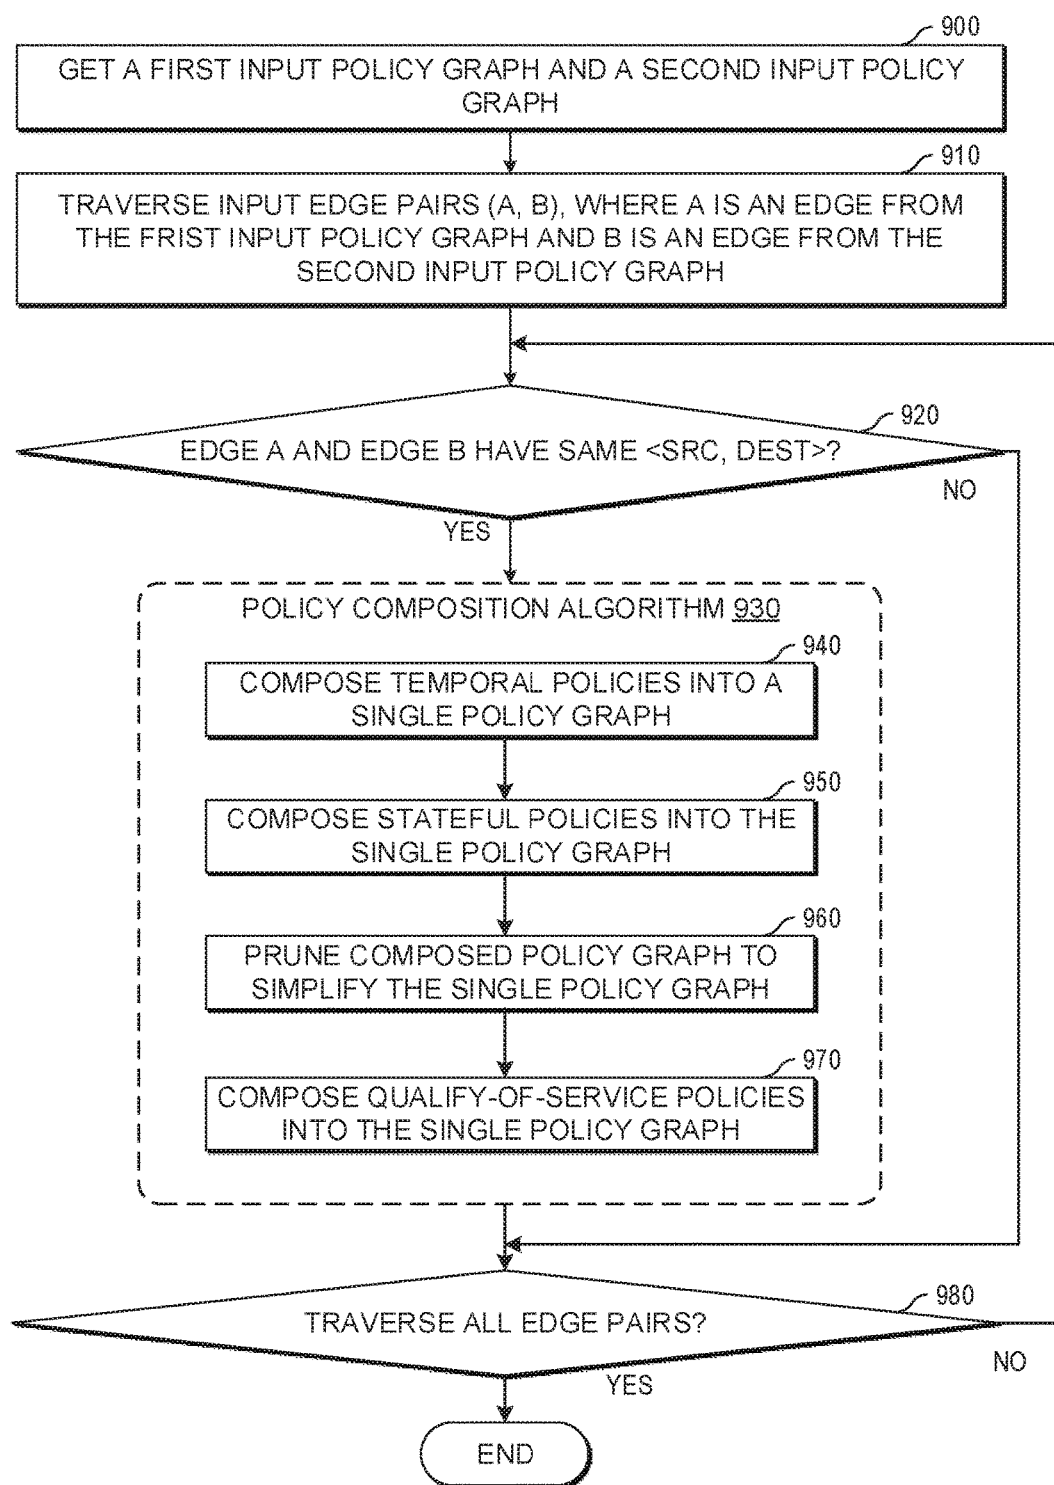 900
GET A FIRST INPUT POLICY GRAPH AND A SECOND INPUT POLICY
GRAPH
910
TRAVERSE INPUT EDGE PAIRS (A, B), WHERE A IS AN EDGE FROM
THE FRIST INPUT POLICY GRAPH AND B IS AN EDGE FROM THE
SECOND INPUT POLICY GRAPH
920
EDGE A AND EDGE B HAVE SAME <SRC, DEST>?
NO
YES
POLICY COMPOSITION ALGORITHM 930
940
COMPOSE TEMPORAL POLICIES INTO A
SINGLE POLICY GRAPH
950
COMPOSE STATEFUL POLICIES INTO THE
SINGLE POLICY GRAPH
960
PRUNE COMPOSED POLICY GRAPH TO
SIMPLIFY THE SINGLE POLICY GRAPH
970
COMPOSE QUALIFY-OF-SERVICE POLICIES
INTO THE SINGLE POLICY GRAPH
980
TRAVERSE ALL EDGE PAIRS?
NO
YES
END